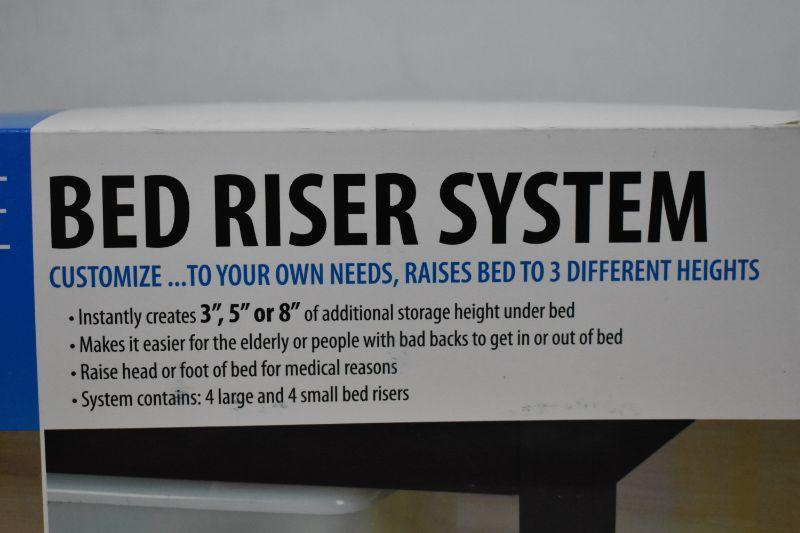 BED RISER SYSTEM
CUSTOMIZE ...TO YOUR OWN NEEDS, RAISES BED TO 3 DIFFERENT HEIGHTS
• Instantly creates 3", 5" or 8" of additional storage height under bed
• Makes it easier for the elderly or people with bad backs to get in or out of bed
• Raise head or foot of bed for medical reasons
• System contains: 4 large and 4 small bed risers